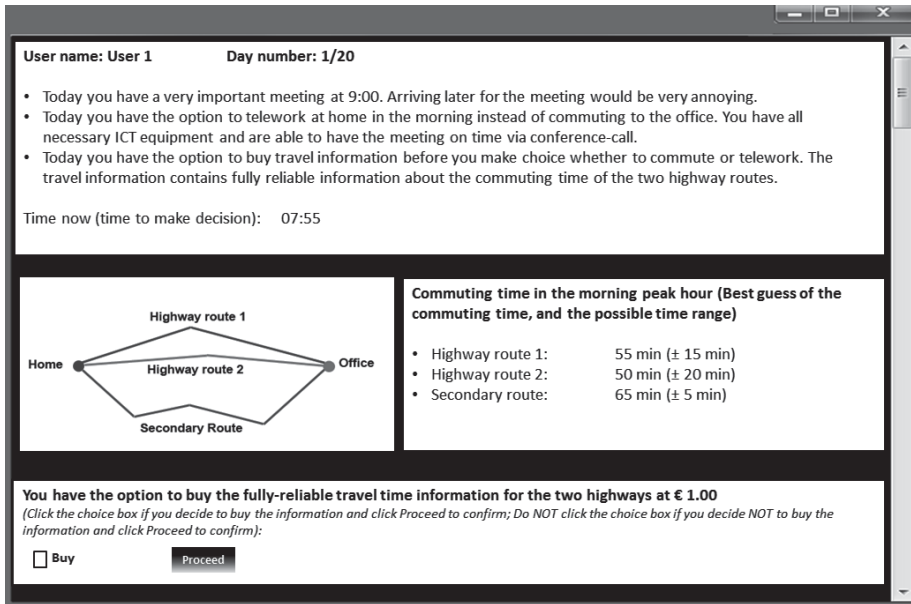 User name: User 1 Day number: 1/20
• Today you have a very important meeting at 9:00. Arriving later for the meeting would be very annoying.
• Today you have the option to telework at home in the morning instead of commuting to the office. You have all
necessary ICT equipment and are able to have the meeting on time via conference-call.
• Today you have the option to buy travel information before you make choice whether to commute or telework. The
travel information contains fully reliable information about the commuting time of the two highway routes.
Time now (time to make decision): 07:55
Highway route 1
Home
Highway route 2
Office
Secondary Route
Commuting time in the morning peak hour (Best guess of the
commuting time, and the possible time range)
• Highway route 1: 55 min (± 15 min)
• Highway route 2: 50 min (± 20 min)
• Secondary route: 65 min (± 5 min)
You have the option to buy the fully-reliable travel time information for the two highways at € 1.00
(Click the choice box if you decide to buy the information and click Proceed to confirm; Do NOT click the choice box if you decide NOT to buy the
information and click Proceed to confirm):
Buy
Proceed